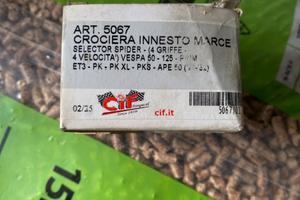 ART. 5067
CROCIERA INNESTO MARCE
SELECTOR SPIDER - (4 GRIFFE -
4 VELOCITA') VESPA 50 - 125 -
ET3 - PK - PK XL - PKS - APE 50
02/25
CIF
cif.it
15